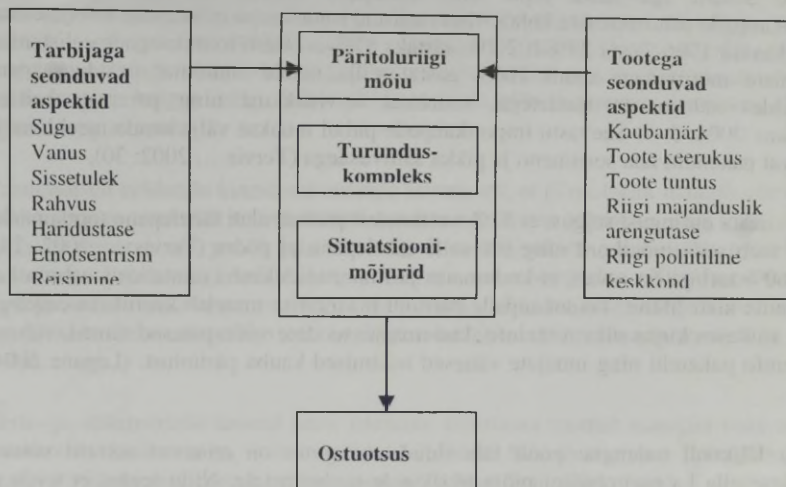 Tarbijaga
seonduvad
aspektid
Sugu
Vanus
Sissetulek
Rahvus
Haridustase
Etnotsentrism
Reisimine
Päritoluriigi
mõju
Turundus-
kompleks
Situatsiooni-
mõjurid
Tootega
seonduvad
aspektid
Kaubamärk
Toote keerukus
Toote tuntus
Riigi majanduslik
arengutase
Riigi poliitiline
keskkond
Ostuotsus